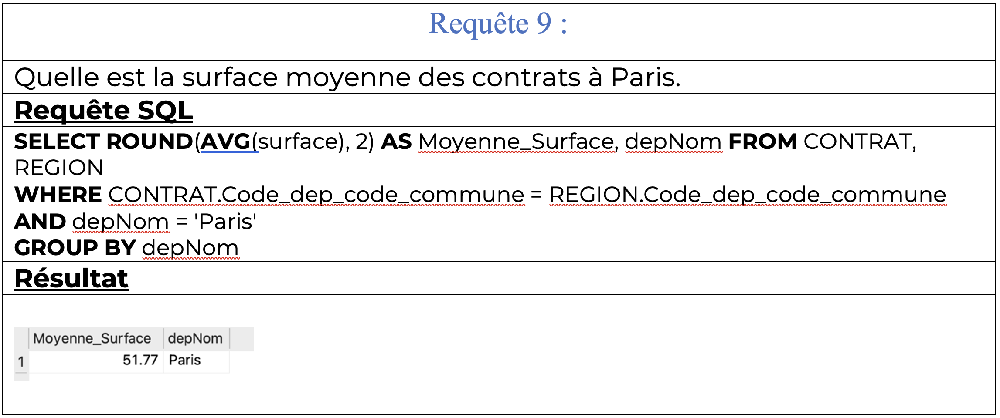 Requête 9 :
Quelle est la surface moyenne des contrats à Paris.
Requête SQL
SELECT ROUND(AVG(surface), 2) AS Moyenne_Surface, depNom FROM CONTRAT,
REGION
WHERE CONTRAT.Code_dep_code_commune = REGION.Code_dep_code_commune
AND depNom = 'Paris'
GROUP BY depNom
Résultat
Moyenne_Surface depNom
1 51.77 Paris